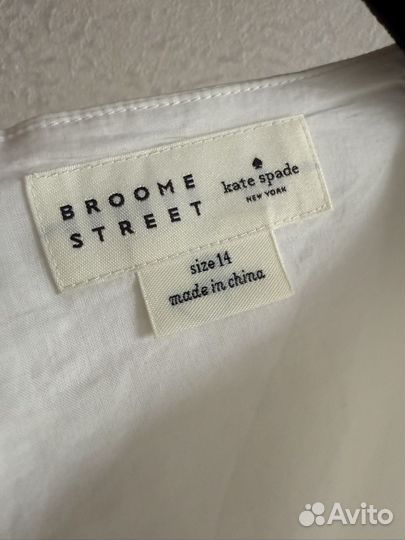 BROOME
STREET
kate spade
NEW YORK
size 14
made in china
Avito